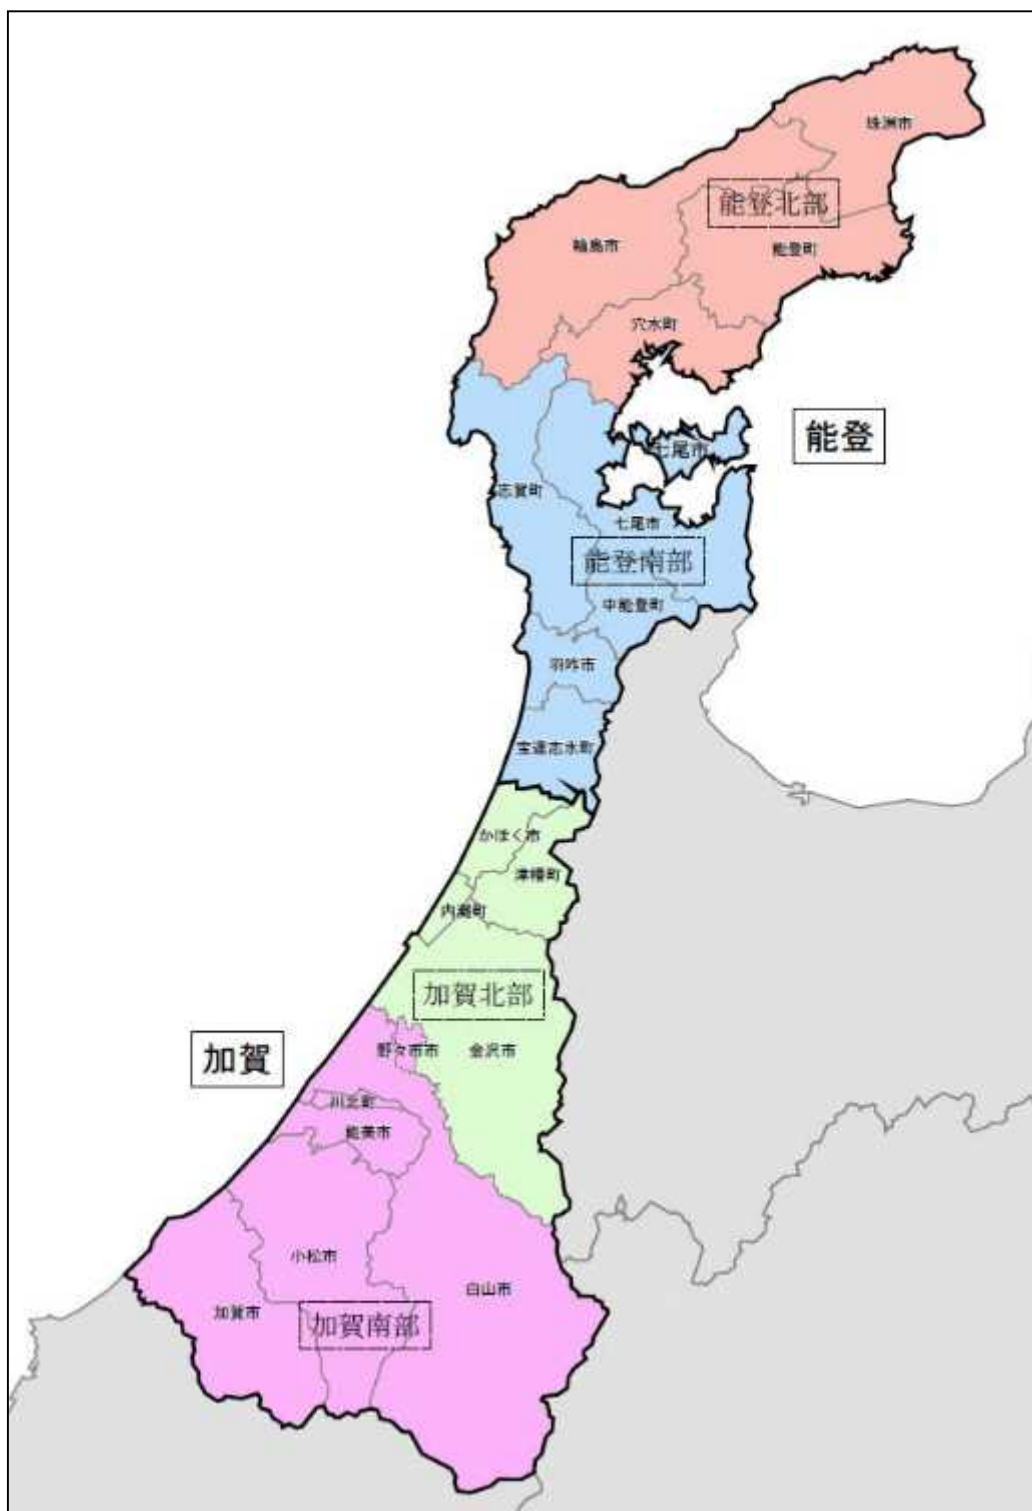 珠洲市
能登北部
輪島市
能登町
穴水町
能登
七尾市
志賀町
七尾市
能登南部
中能登町
羽咋市
宝達志水町
かほく市
津幡町
内灘町
加賀北部
野々市市
金沢市
加賀
川北町
能美市
小松市
白山市
加賀市
加賀南部